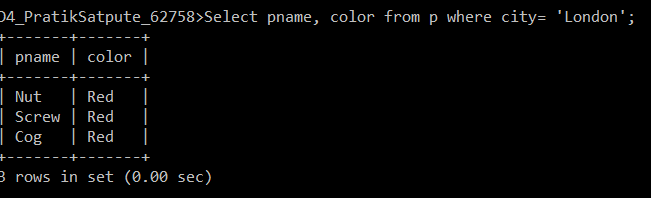 D4_PratikSatpute_62758>Select pname, color from p where city= 'London';
+-------+-------+
| pname | color |
+-------+-------+
| Nut   | Red   |
| Screw | Red   |
| Cog   | Red   |
+-------+-------+
3 rows in set (0.00 sec)